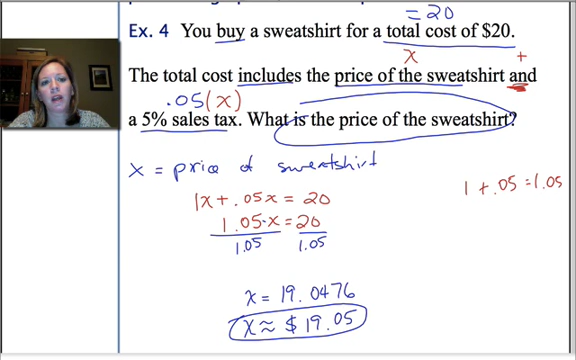 = 20
Ex. 4 You buy a sweatshirt for a total cost of $20.
x +
The total cost includes the price of the sweatshirt and
.05(x)
a 5% sales tax. What is the price of the sweatshirt?
x = price of sweatshirt
1x + .05x = 20
1 + .05 = 1.05
1.05·x = 20
1.05 1.05
x = 19.0476
x ≈ $19.05